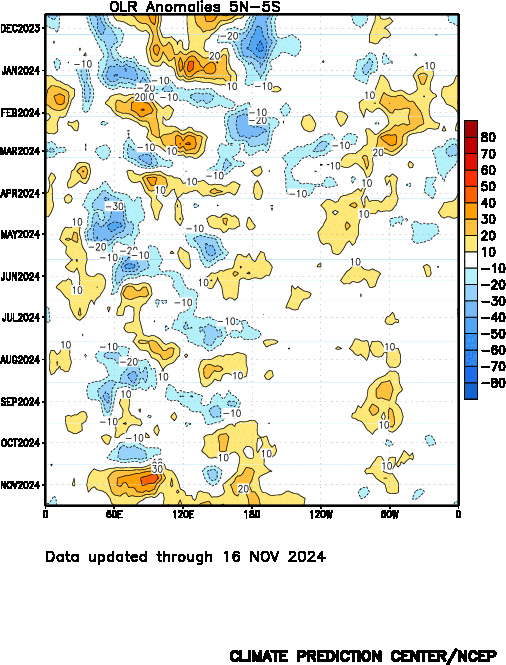 OLR Anomalies 5N-5S
DEC2023
JAN2024
FEB2024
MAR2024
APR2024
MAY2024
JUN2024
JUL2024
AUG2024
SEP2024
OCT2024
NOV2024
0 60E 120E 180 120W 60W 0
80
70
60
50
40
30
20
10
-10
-20
-30
-40
-50
-60
-70
-80
Data updated through 16 NOV 2024
CLIMATE PREDICTION CENTER/NCEP